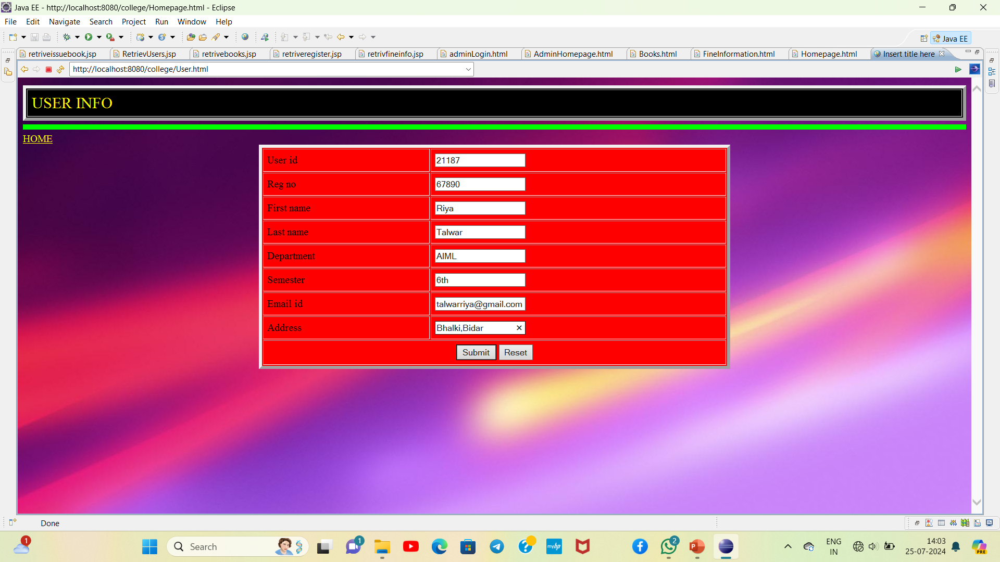 Java EE - http://localhost:8080/college/Homepage.html - Eclipse
File Edit Navigate Search Project Run Window Help
Java EE
retriveissuebook.jsp RetrievUsers.jsp retrivebooks.jsp retriveregister.jsp retrivfineinfo.jsp adminLogin.html AdminHomepage.html Books.html FineInformation.html Homepage.html Insert title here
http://localhost:8080/college/User.html
USER INFO
HOME
User id 21187
Reg no 67890
First name Riya
Last name Talwar
Department AIML
Semester 6th
Email id talwarriya@gmail.com
Address Bhalki,Bidar
Submit Reset
Done
1
Search
1
myhp
2
ENG
IN
14:03
25-07-2024
PRE